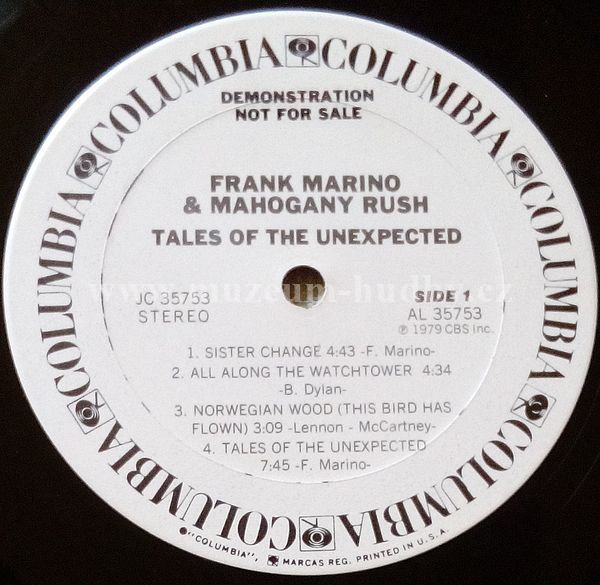 COLUMBIA COLUMBIA COLUMBIA COLUMBIA COLUMBIA COLUMBIA COLUMBIA COLUMBIA
DEMONSTRATION
NOT FOR SALE
FRANK MARINO
& MAHOGANY RUSH
TALES OF THE UNEXPECTED
www.muzeum-hudby.cz
JC 35753
STEREO
SIDE 1
AL 35753
℗ 1979 CBS Inc.
1. SISTER CHANGE 4:43 -F. Marino-
2. ALL ALONG THE WATCHTOWER 4:34
-B. Dylan-
3. NORWEGIAN WOOD (THIS BIRD HAS
FLOWN) 3:09 -Lennon - McCartney-
4. TALES OF THE UNEXPECTED
7:45 -F. Marino-
"COLUMBIA", MARCAS REG. PRINTED IN U.S.A.